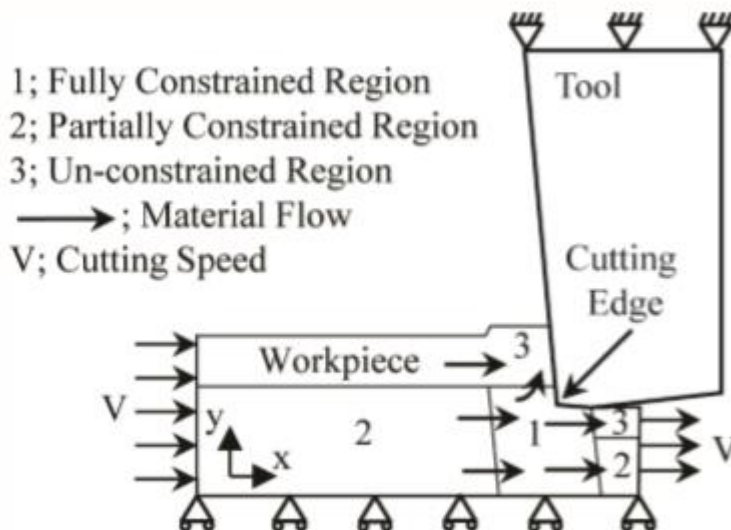 1; Fully Constrained Region
2; Partially Constrained Region
3; Un-constrained Region
; Material Flow
V; Cutting Speed
Tool
Cutting
Edge
Workpiece
3
V
y
x
2
1
3
2
V